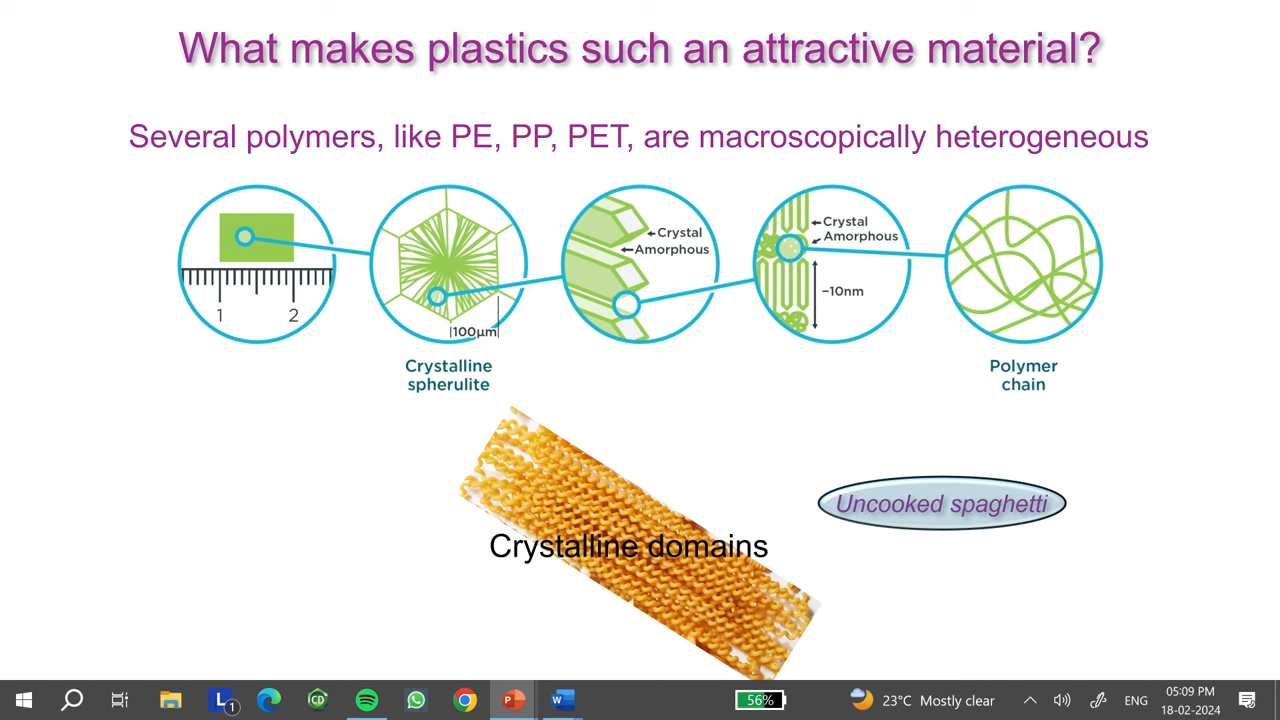 What makes plastics such an attractive material?
Several polymers, like PE, PP, PET, are macroscopically heterogeneous
1 2
100µm
Crystal
Amorphous
Crystal
Amorphous
~10nm
Crystalline
spherulite
Polymer
chain
Uncooked spaghetti
Crystalline domains
L 1
iCD
P
W
56%
23°C Mostly clear
ENG
05:09 PM
18-02-2024